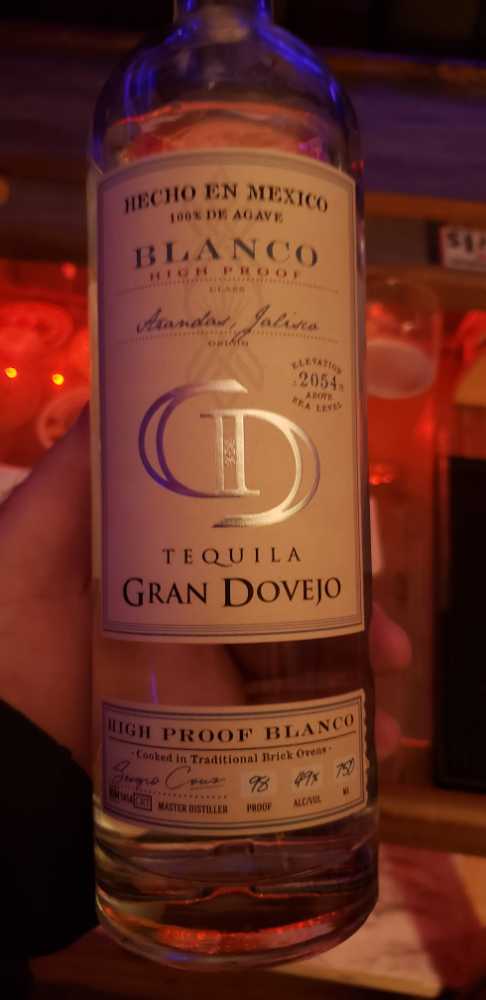 HECHO EN MEXICO
100% DE AGAVE
BLANCO
HIGH PROOF
CLASS
Arandas, Jalisco
ORIGIN
ELEVATION
2054
ABOVE
SEA LEVEL
TEQUILA
GRAN DOVEJO
HIGH PROOF BLANCO
· Cooked in Traditional Brick Ovens ·
98 49% 750
MASTER DISTILLER PROOF ALC/VOL ML
$1